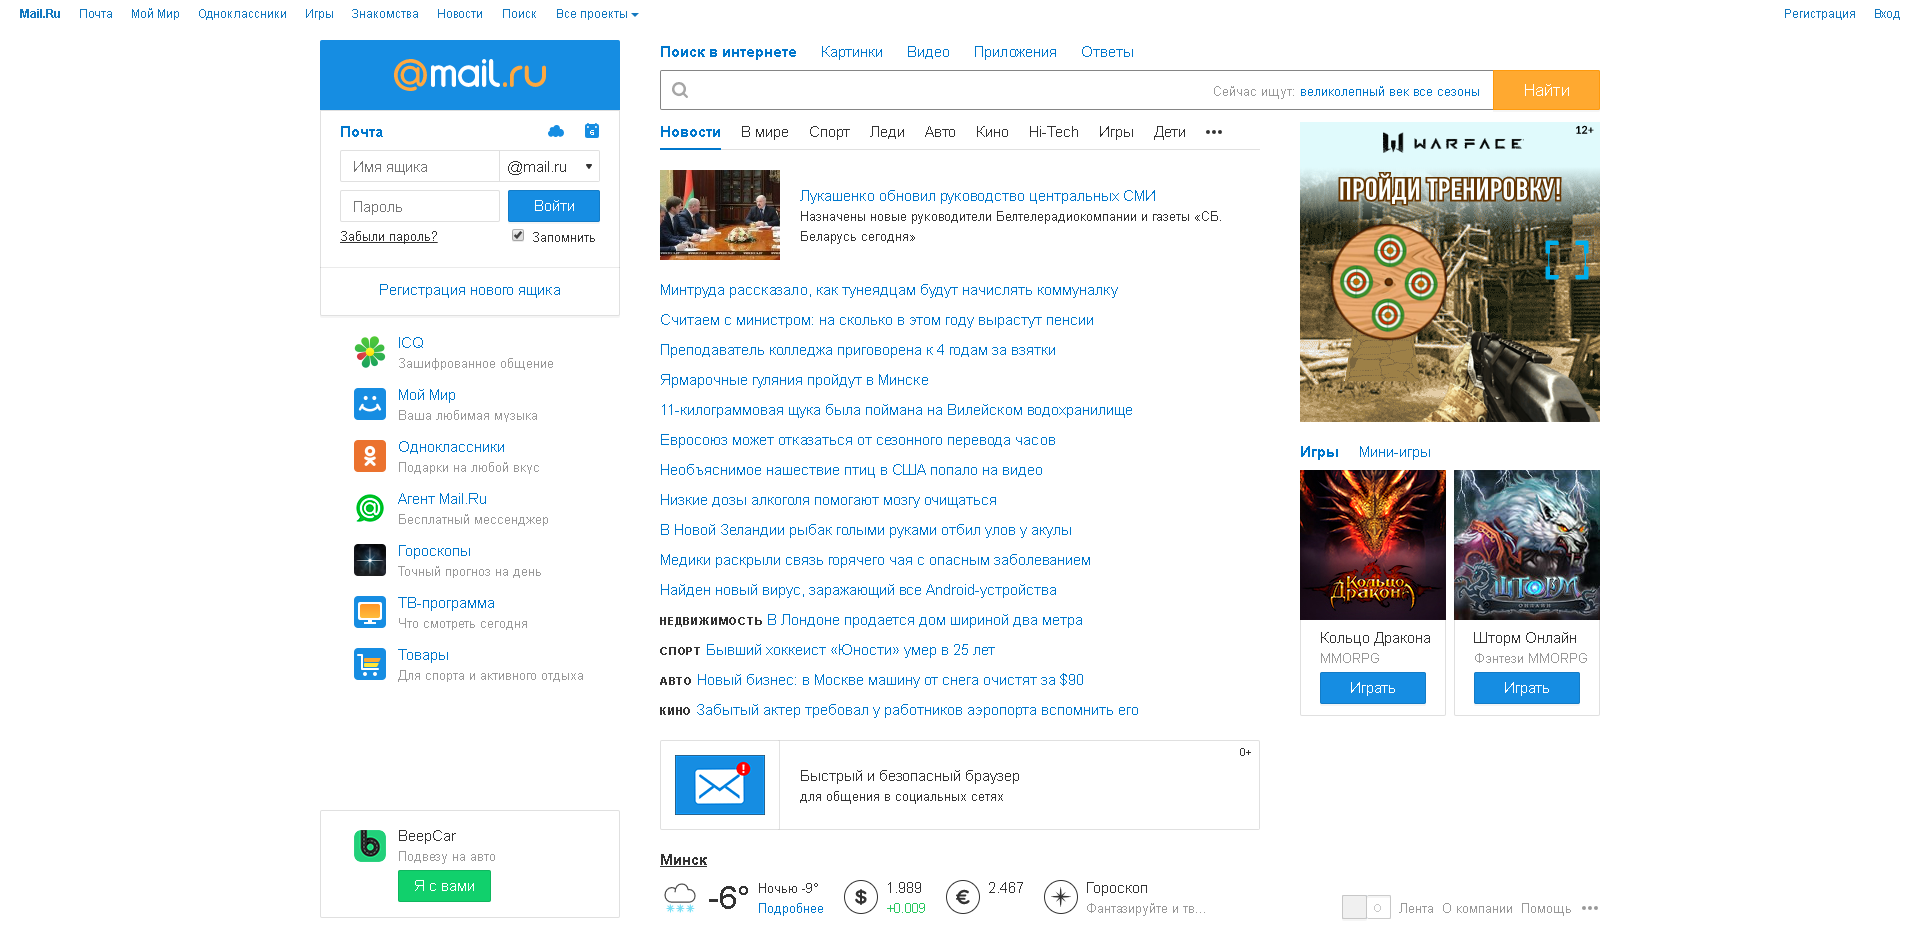 Mail.Ru Почта Мой Мир Одноклассники Игры Знакомства Новости Поиск Все проекты Регистрация Вход
@mail.ru
Почта
6
Имя ящика @mail.ru
Пароль Войти
Забыли пароль? Запомнить
Регистрация нового ящика
ICQ
Зашифрованное общение
Мой Мир
Ваша любимая музыка
Одноклассники
Подарки на любой вкус
Агент Mail.Ru
Бесплатный мессенджер
Гороскопы
Точный прогноз на день
ТВ-программа
Что смотреть сегодня
Товары
Для спорта и активного отдыха
BeepCar
Подвезу на авто
Я с вами
Поиск в интернете Картинки Видео Приложения Ответы
Сейчас ищут: великолепный век все сезоны Найти
Новости В мире Спорт Леди Авто Кино Hi-Tech Игры Дети
Лукашенко обновил руководство центральных СМИ
Назначены новые руководители Белтелерадиокомпании и газеты «СБ.
Беларусь сегодня»
Минтруда рассказало, как тунеядцам будут начислять коммуналку
Считаем с министром: на сколько в этом году вырастут пенсии
Преподаватель колледжа приговорена к 4 годам за взятки
Ярмарочные гуляния пройдут в Минске
11-килограммовая щука была поймана на Вилейском водохранилище
Евросоюз может отказаться от сезонного перевода часов
Необъяснимое нашествие птиц в США попало на видео
Низкие дозы алкоголя помогают мозгу очищаться
В Новой Зеландии рыбак голыми руками отбил улов у акулы
Медики раскрыли связь горячего чая с опасным заболеванием
Найден новый вирус, заражающий все Android-устройства
НЕДВИЖИМОСТЬ В Лондоне продается дом шириной два метра
СПОРТ Бывший хоккеист «Юности» умер в 25 лет
АВТО Новый бизнес: в Москве машину от снега очистят за $90
КИНО Забытый актер требовал у работников аэропорта вспомнить его
0+
Быстрый и безопасный браузер
для общения в социальных сетях
Минск
-6° Ночью -9° $ 1.989 € 2.467 Гороскоп
Подробнее +0.009 Фантазируйте и тв...
12+
WARFACE
ПРОЙДИ ТРЕНИРОВКУ!
Игры Мини-игры
Кольцо Дракона
ШТОРМ ОНЛАЙН
Кольцо Дракона Шторм Онлайн
MMORPG Фэнтези MMORPG
Играть Играть
Лента О компании Помощь